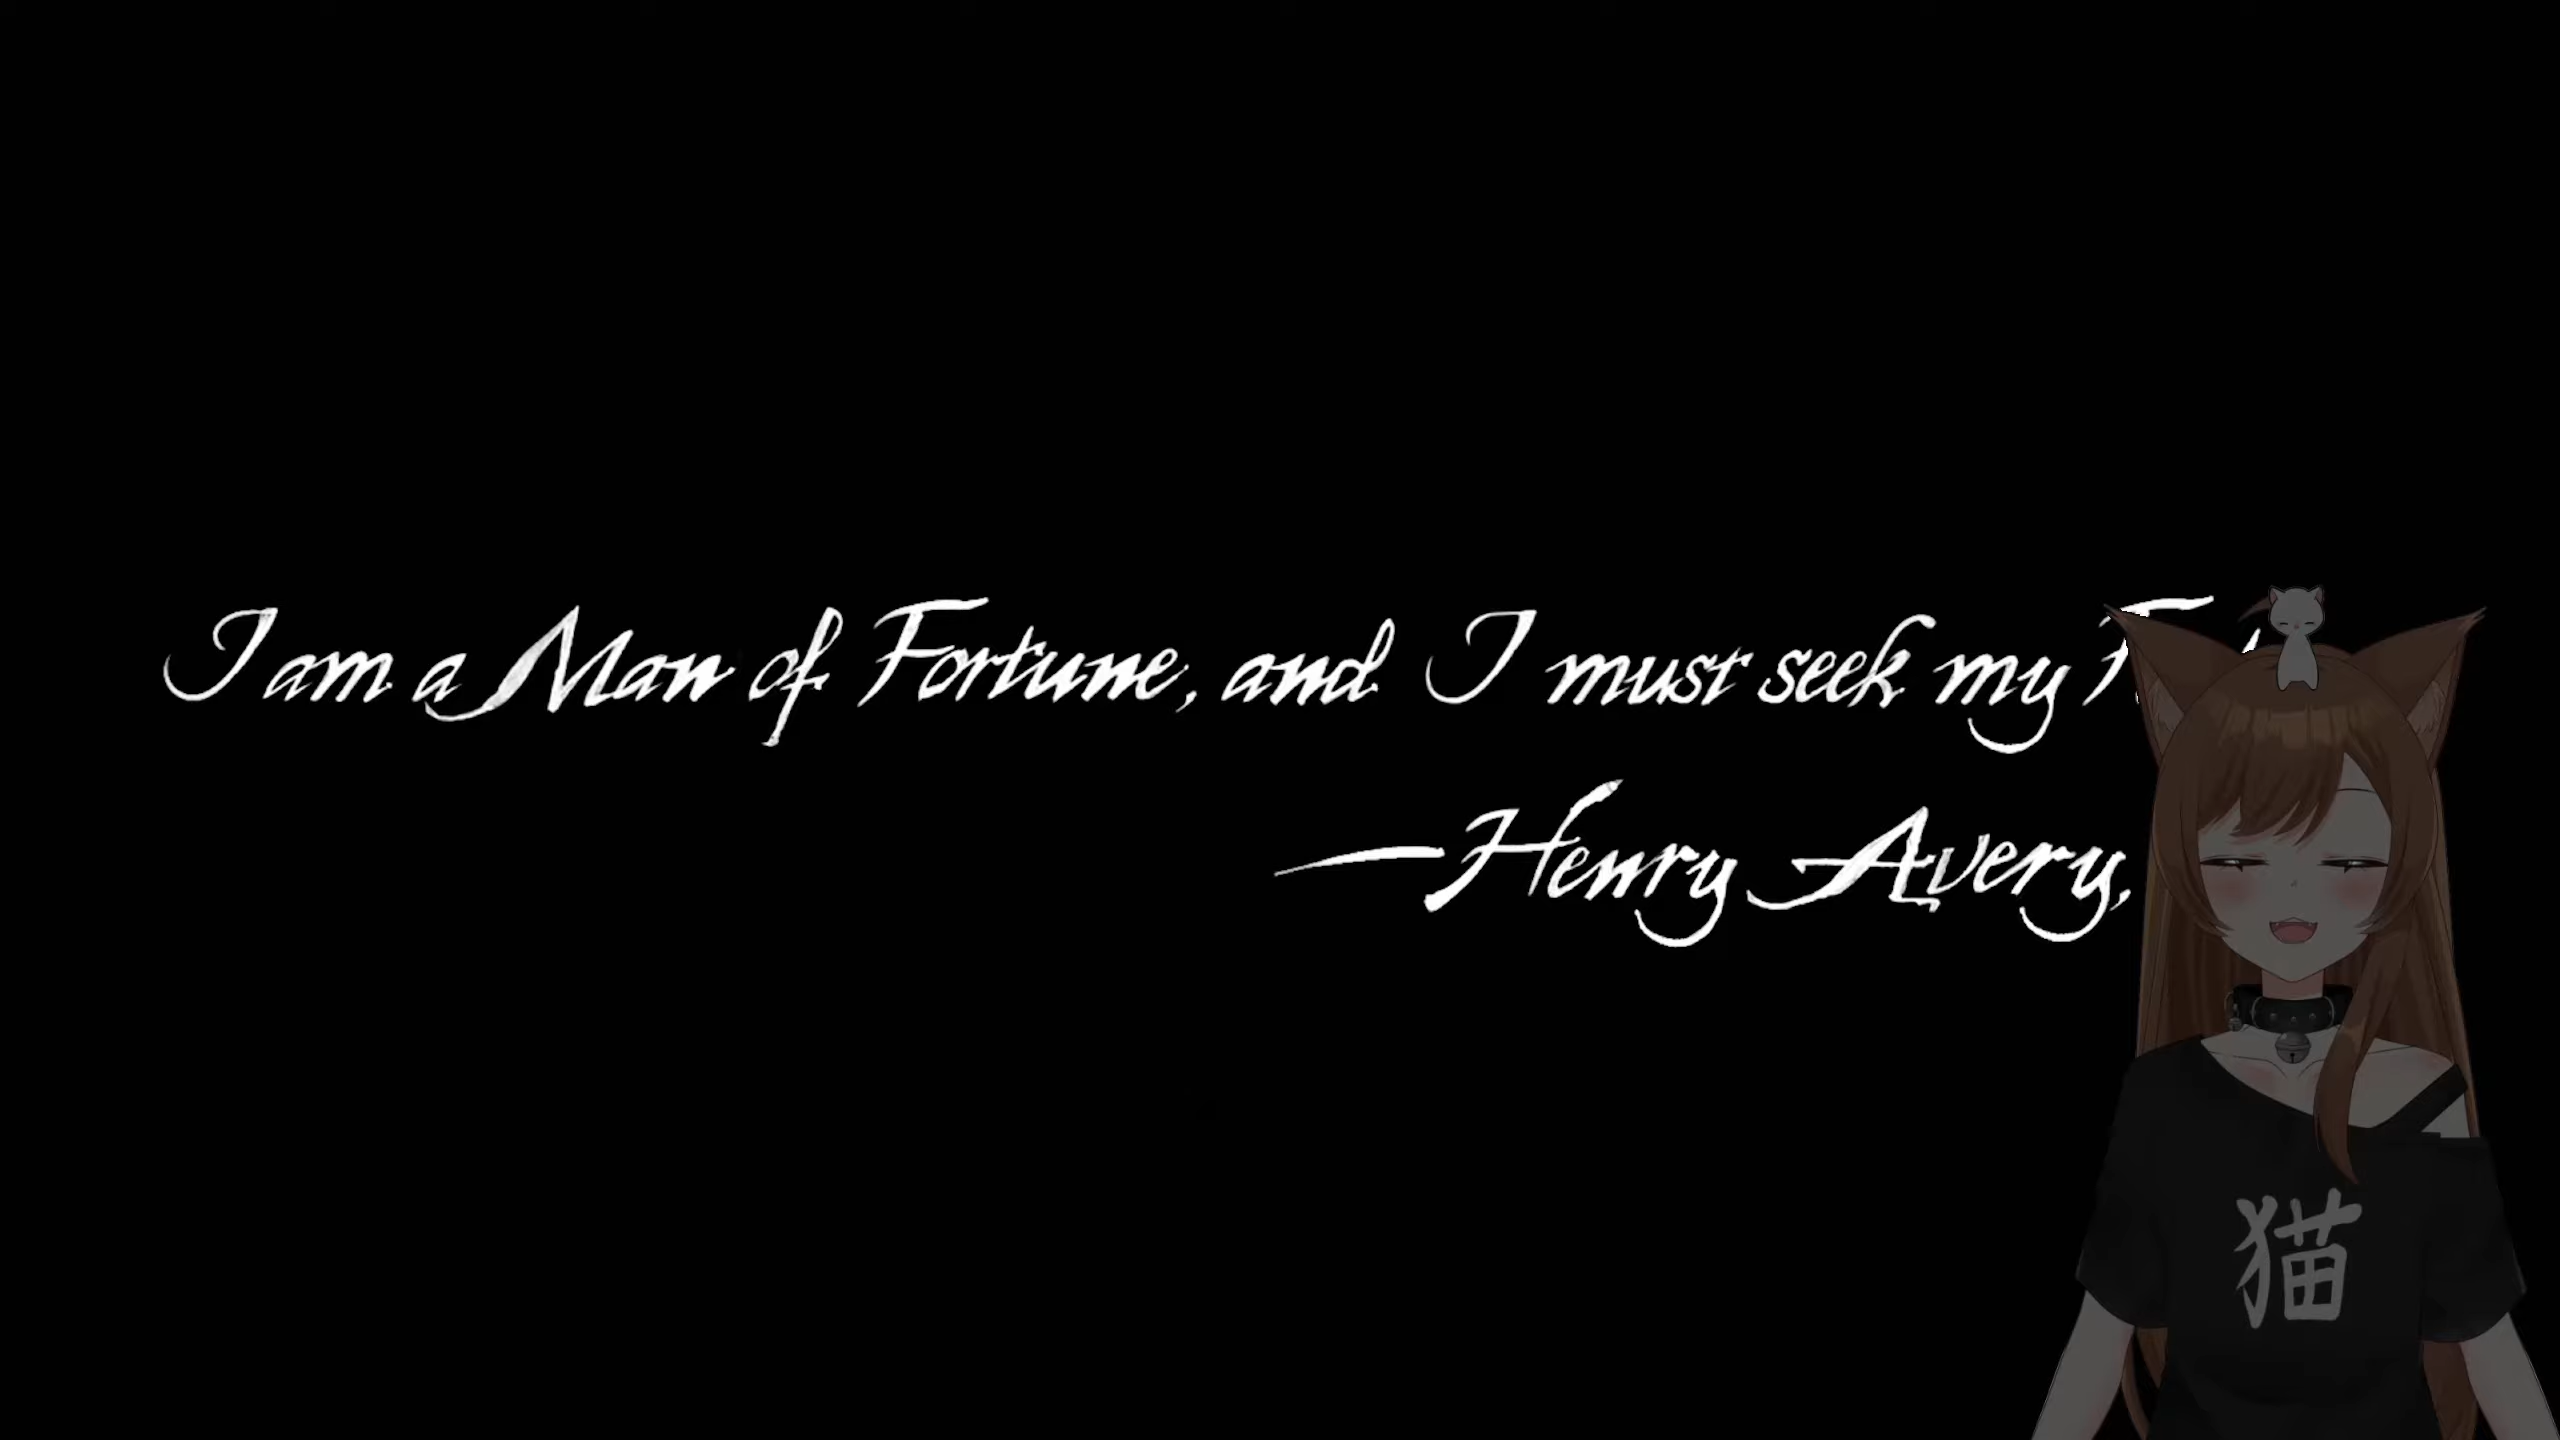 I am a Man of Fortune, and I must seek my
—Henry Avery,
猫